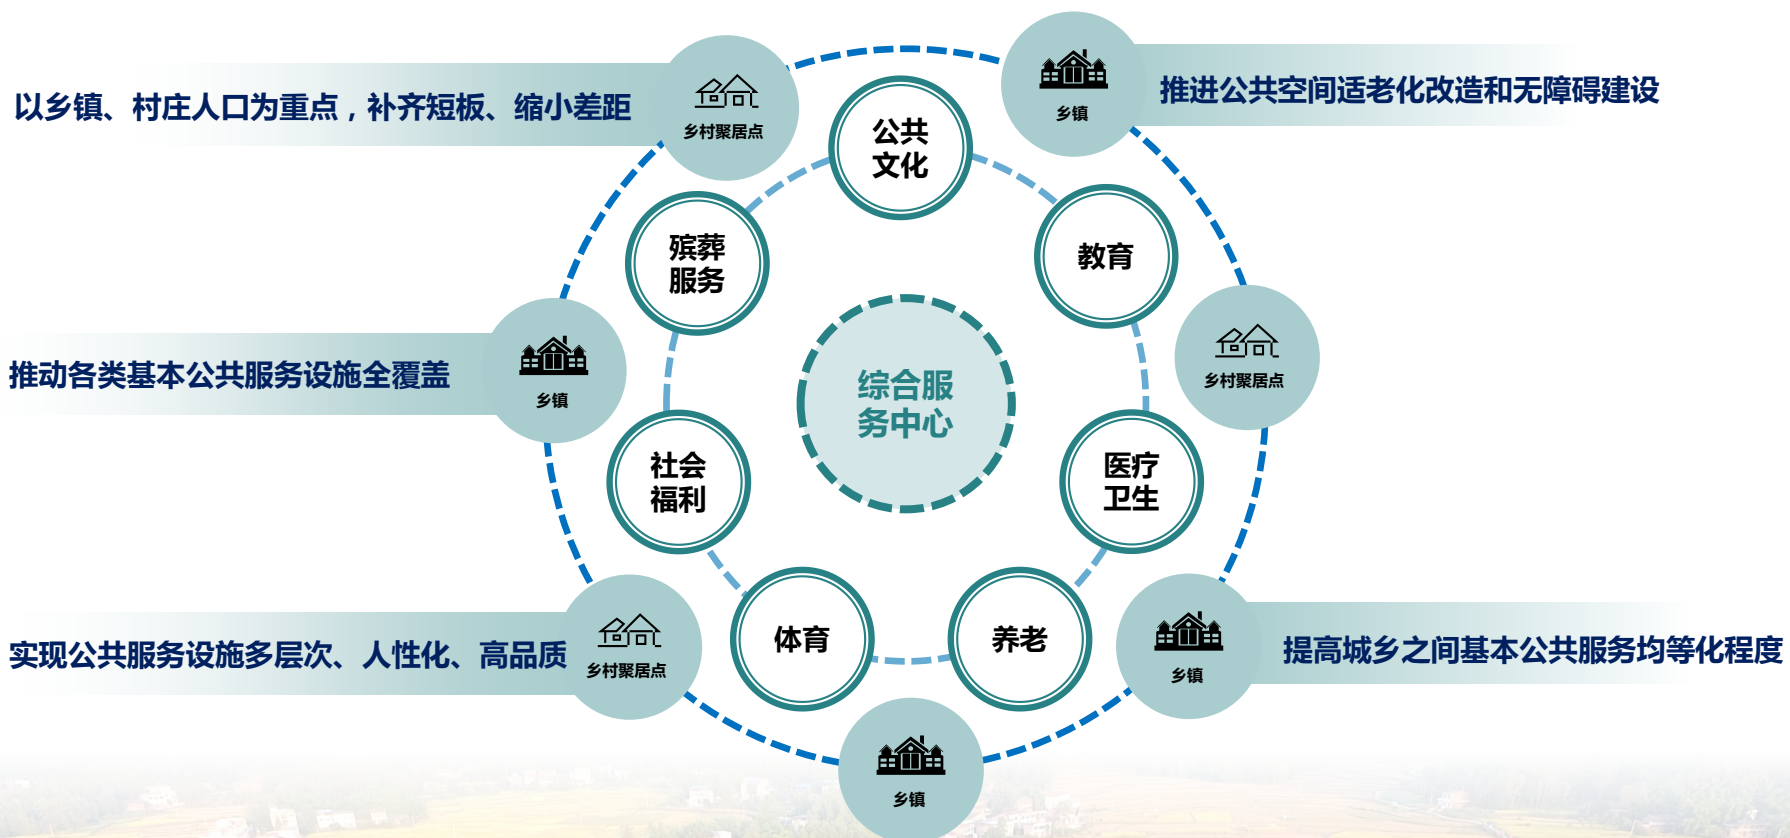 以乡镇、村庄人口为重点，补齐短板、缩小差距
乡村聚居点
乡镇
推进公共空间适老化改造和无障碍建设
公共
文化
殡葬
服务
教育
推动各类基本公共服务设施全覆盖
乡镇
综合服
务中心
乡村聚居点
社会
福利
医疗
卫生
实现公共服务设施多层次、人性化、高品质
乡村聚居点
体育
养老
乡镇
提高城乡之间基本公共服务均等化程度
乡镇